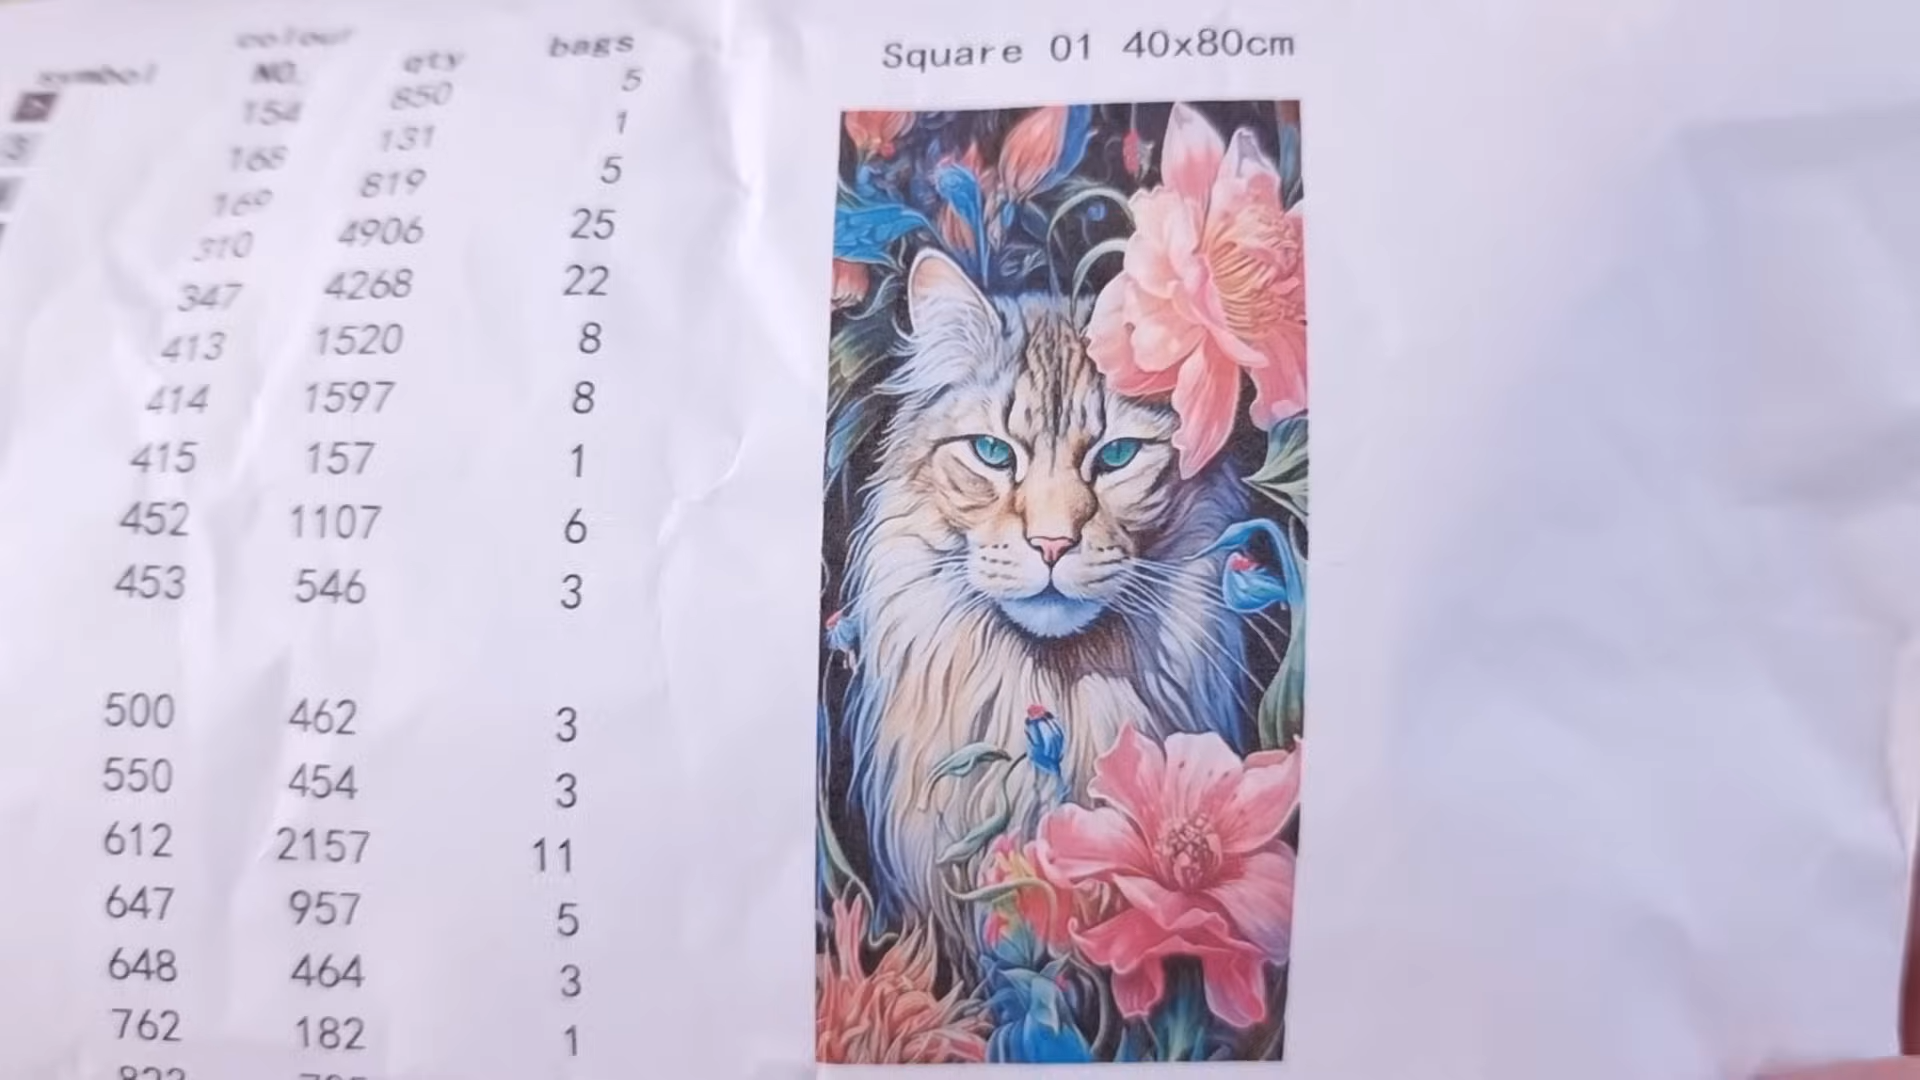 Square 01 40x80cm
symbol colour NO. qty bags
154 850 5
168 131 1
169 819 5
310 4906 25
347 4268 22
413 1520 8
414 1597 8
415 157 1
452 1107 6
453 546 3
500 462 3
550 454 3
612 2157 11
647 957 5
648 464 3
762 182 1